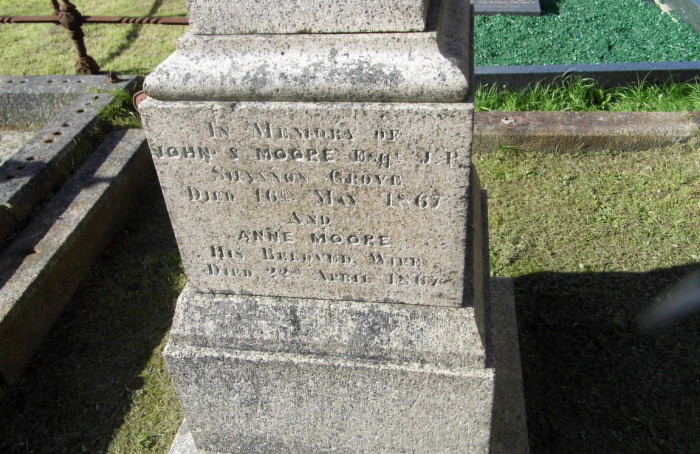 In Memory of
JOHN S MOORE Esqr. J.P.
Shannon Grove
Died 16th May 1867
And
ANNE MOORE
His Beloved Wife
Died 22nd April 1867